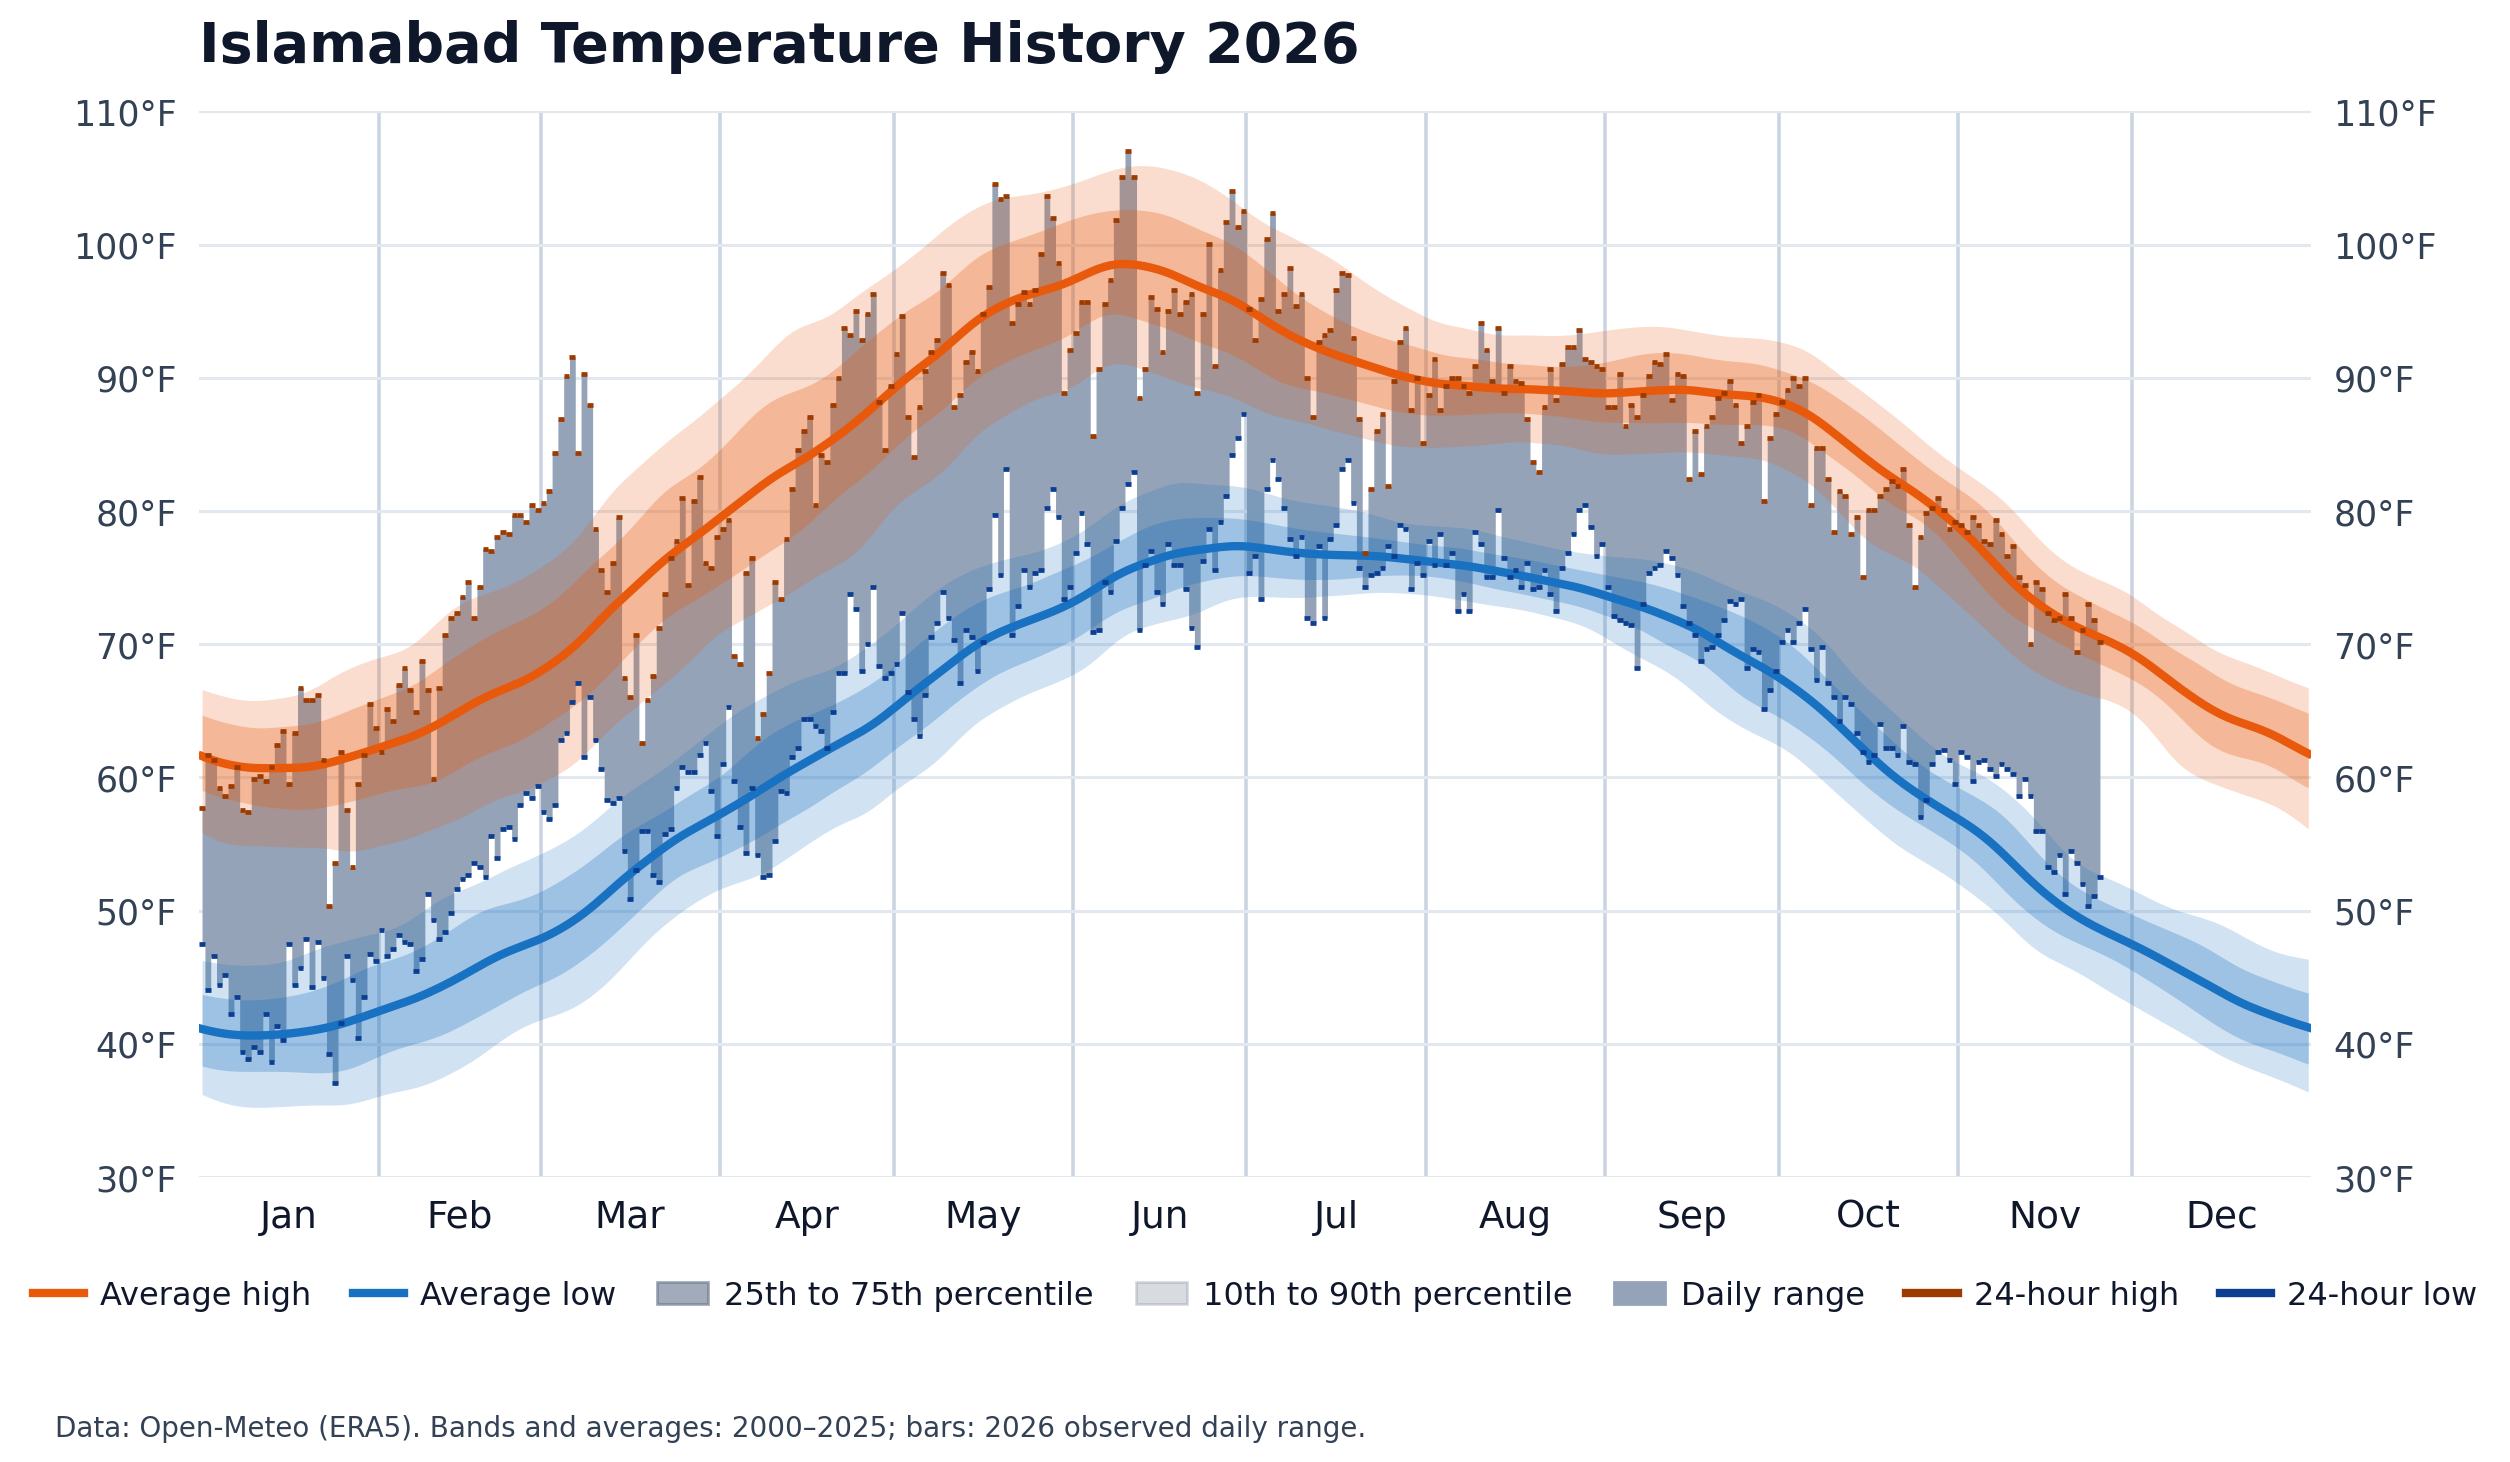 Islamabad Temperature History 2026
110°F 110°F
100°F 100°F
90°F 90°F
80°F 80°F
70°F 70°F
60°F 60°F
50°F 50°F
40°F 40°F
30°F 30°F
Jan Feb Mar Apr May Jun Jul Aug Sep Oct Nov Dec
Average high Average low 25th to 75th percentile 10th to 90th percentile Daily range 24-hour high 24-hour low
Data: Open-Meteo (ERA5). Bands and averages: 2000–2025; bars: 2026 observed daily range.